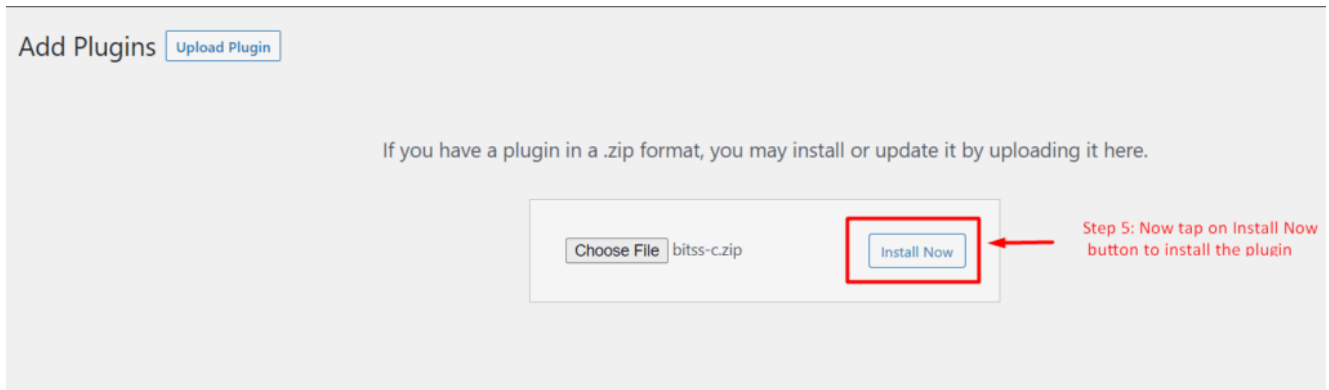 Add Plugins Upload Plugin
If you have a plugin in a .zip format, you may install or update it by uploading it here.
Choose File bitss-c.zip Install Now
Step 5: Now tap on Install Now
button to install the plugin